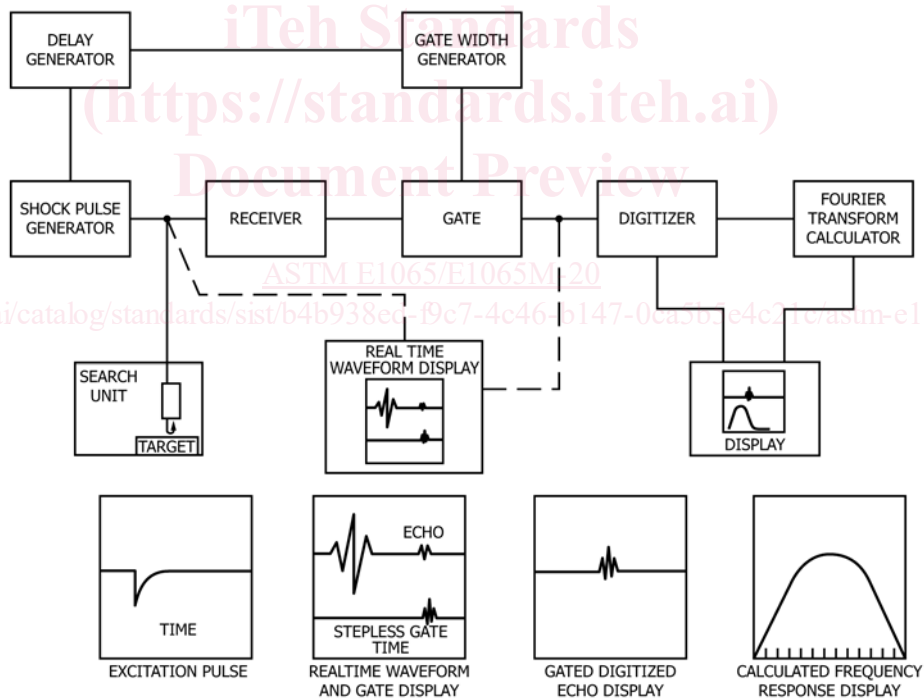 iTeh Standards
(https://standards.iteh.ai)
Document Preview
DELAY
GENERATOR
GATE WIDTH
GENERATOR
SHOCK PULSE
GENERATOR
RECEIVER
GATE
DIGITIZER
FOURIER
TRANSFORM
CALCULATOR
ASTM E1065/E1065M-20
SEARCH
UNIT
TARGET
REAL TIME
WAVEFORM DISPLAY
DISPLAY
TIME
EXCITATION PULSE
ECHO
STEPLESS GATE
TIME
REALTIME WAVEFORM
AND GATE DISPLAY
GATED DIGITIZED
ECHO DISPLAY
CALCULATED FREQUENCY
RESPONSE DISPLAY